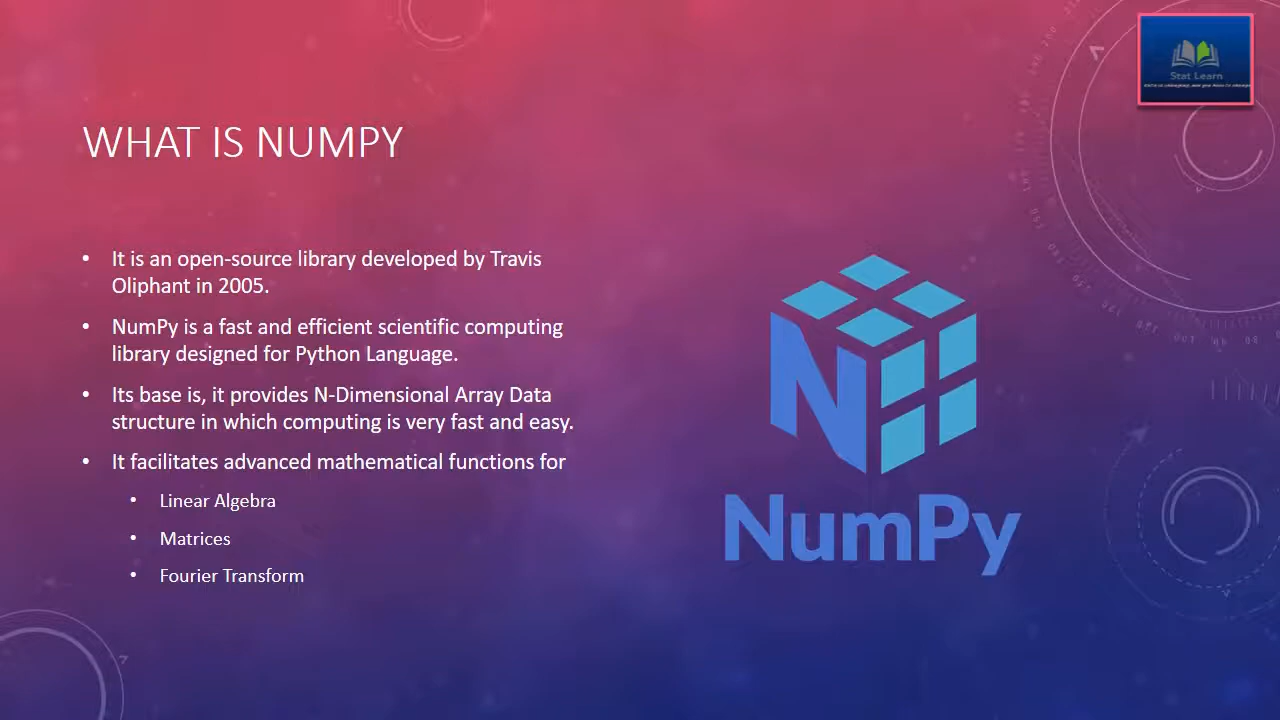 Stat Learn
WHAT IS NUMPY
• It is an open-source library developed by Travis
Oliphant in 2005.
• NumPy is a fast and efficient scientific computing
library designed for Python Language.
• Its base is, it provides N-Dimensional Array Data
structure in which computing is very fast and easy.
• It facilitates advanced mathematical functions for
• Linear Algebra
• Matrices
• Fourier Transform
NumPy